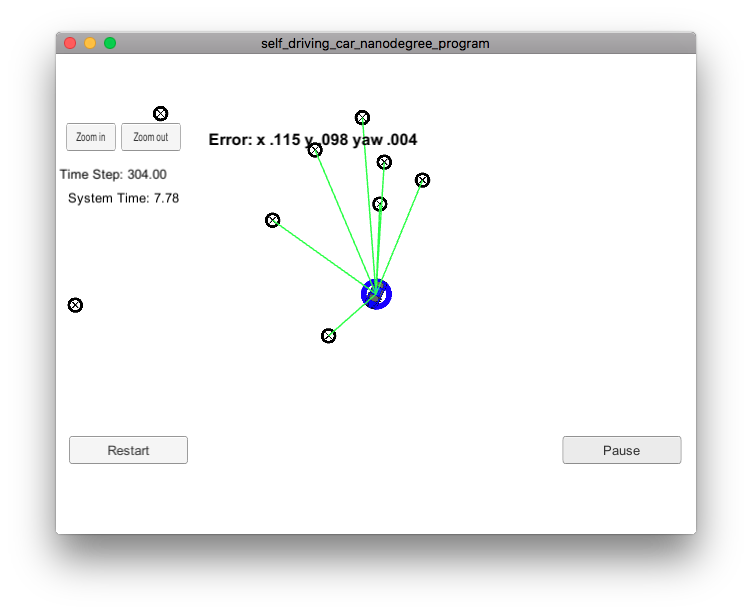 self_driving_car_nanodegree_program
Zoom in
Zoom out
Error: x .115 y .098 yaw .004
Time Step: 304.00
System Time: 7.78
Restart
Pause